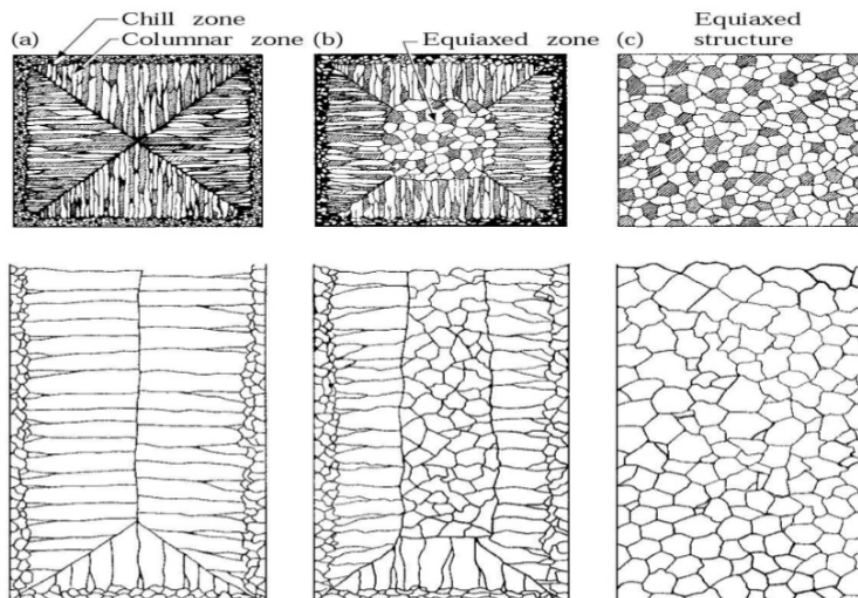 Chill zone
(a) Columnar zone
(b) Equiaxed zone
(c) Equiaxed
structure